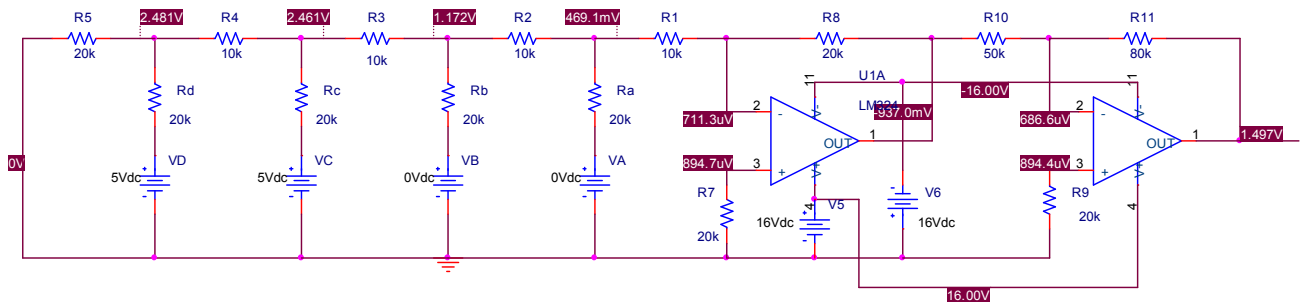 R5 2.481V R4 2.461V R3 1.172V R2 469.1mV R1 R8 R10 R11
20k 10k 10k 10k 10k 20k 50k 80k
U1A
11 11
-16.00V
Rd Rc Rb Ra
LM324
V- V-
20k 20k 20k 20k
711.3uV 2 - -937.0mV 686.6uV 2 -
OUT 1 OUT 1 1.497V
0V VD VC VB VA
894.7uV 3 + 894.4uV 3 +
V+ V+
5Vdc 5Vdc 0Vdc 0Vdc
R7 V6 R9
4 V5 4
20k 16Vdc 16Vdc 20k
16.00V